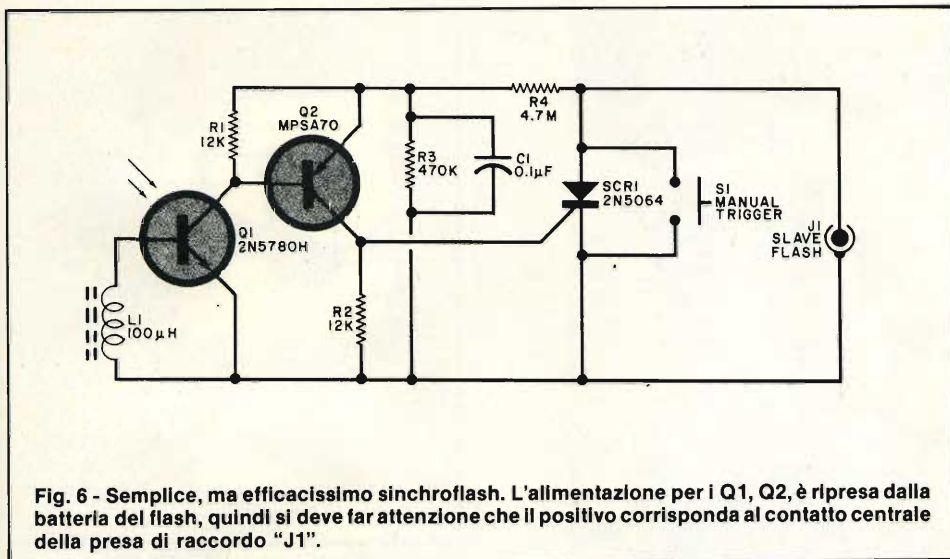 R1
12K
Q2
MPSA70
R4
4.7M
R3
470K
C1
0.1µF
SCR1
2N5064
S1
MANUAL
TRIGGER
J1
SLAVE
FLASH
Q1
2N5780H
L1
100µH
R2
12K
Fig. 6 - Semplice, ma efficacissimo sinchroflash. L'alimentazione per i Q1, Q2, è ripresa dalla
batteria del flash, quindi si deve far attenzione che il positivo corrisponda al contatto centrale
della presa di raccordo "J1".